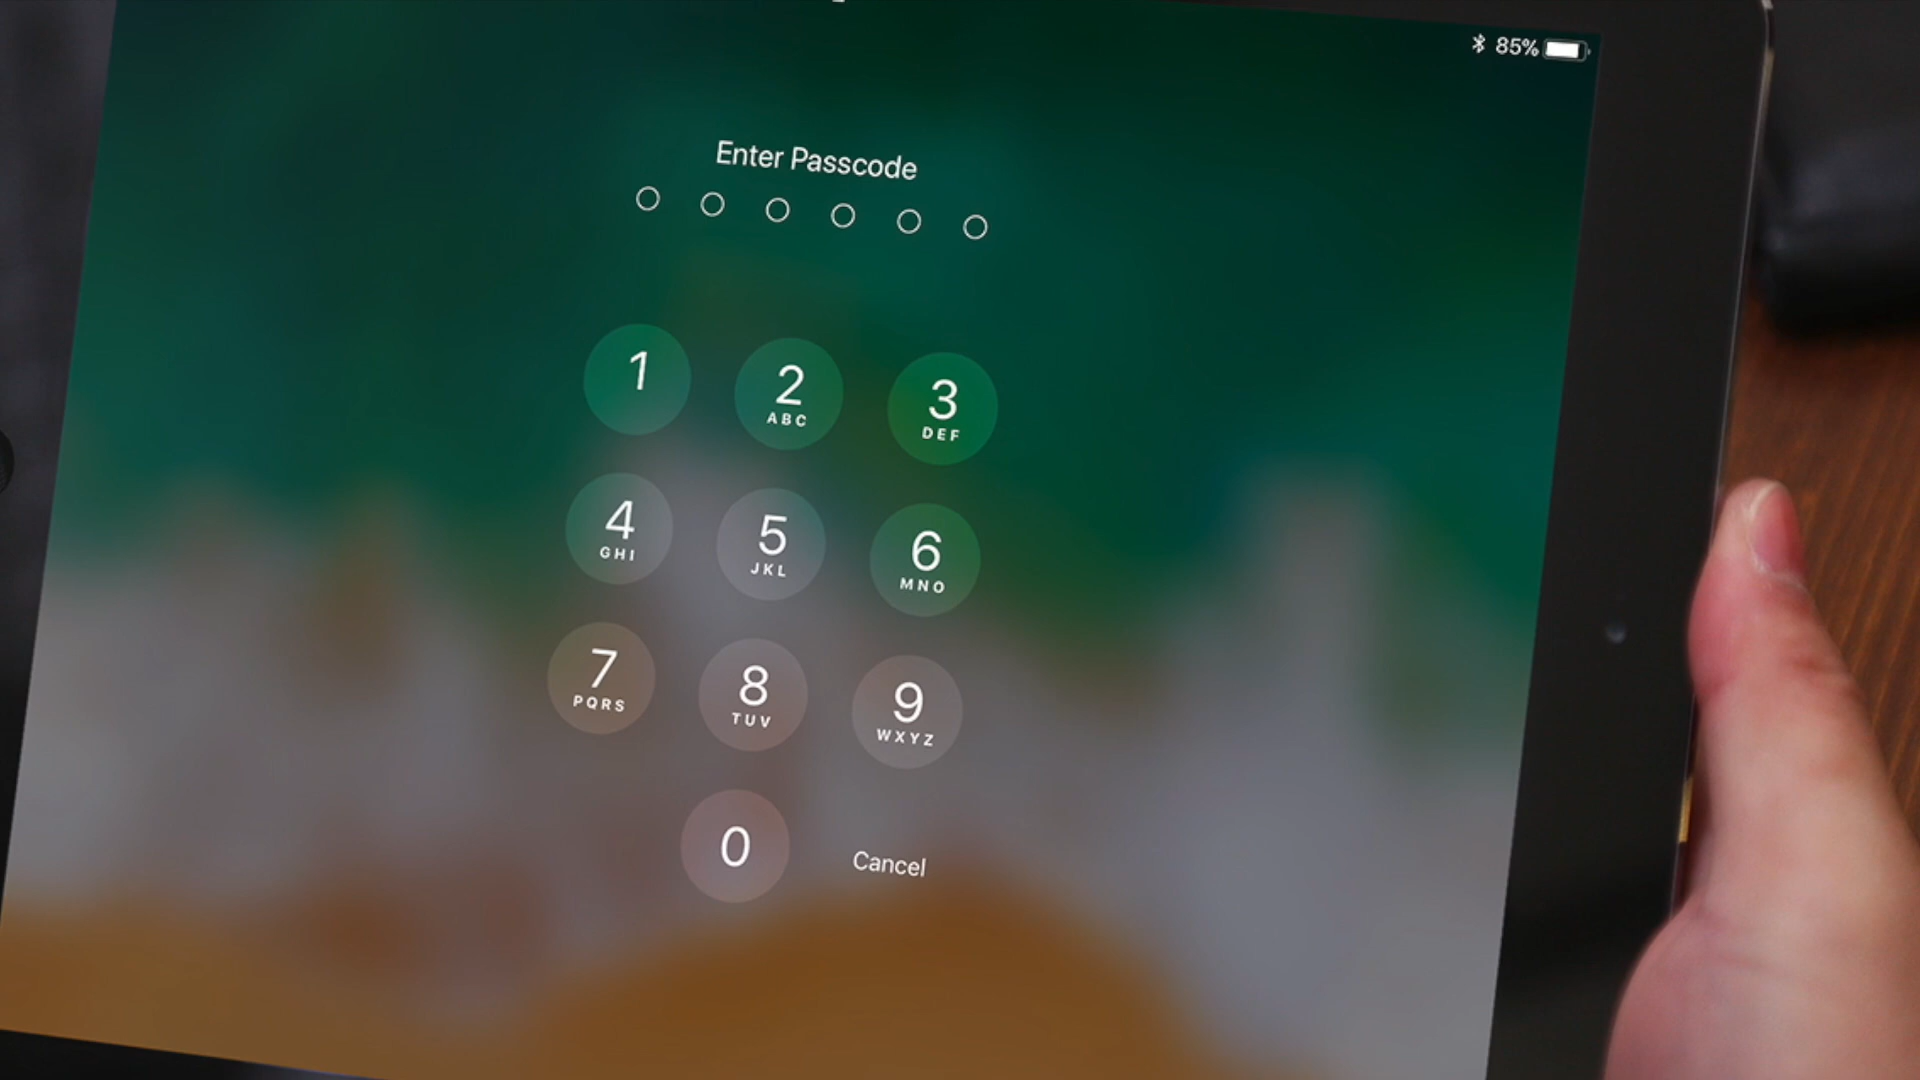 85%
Enter Passcode
1
2
ABC
3
DEF
4
GHI
5
JKL
6
MNO
7
PQRS
8
TUV
9
WXYZ
0
Cancel